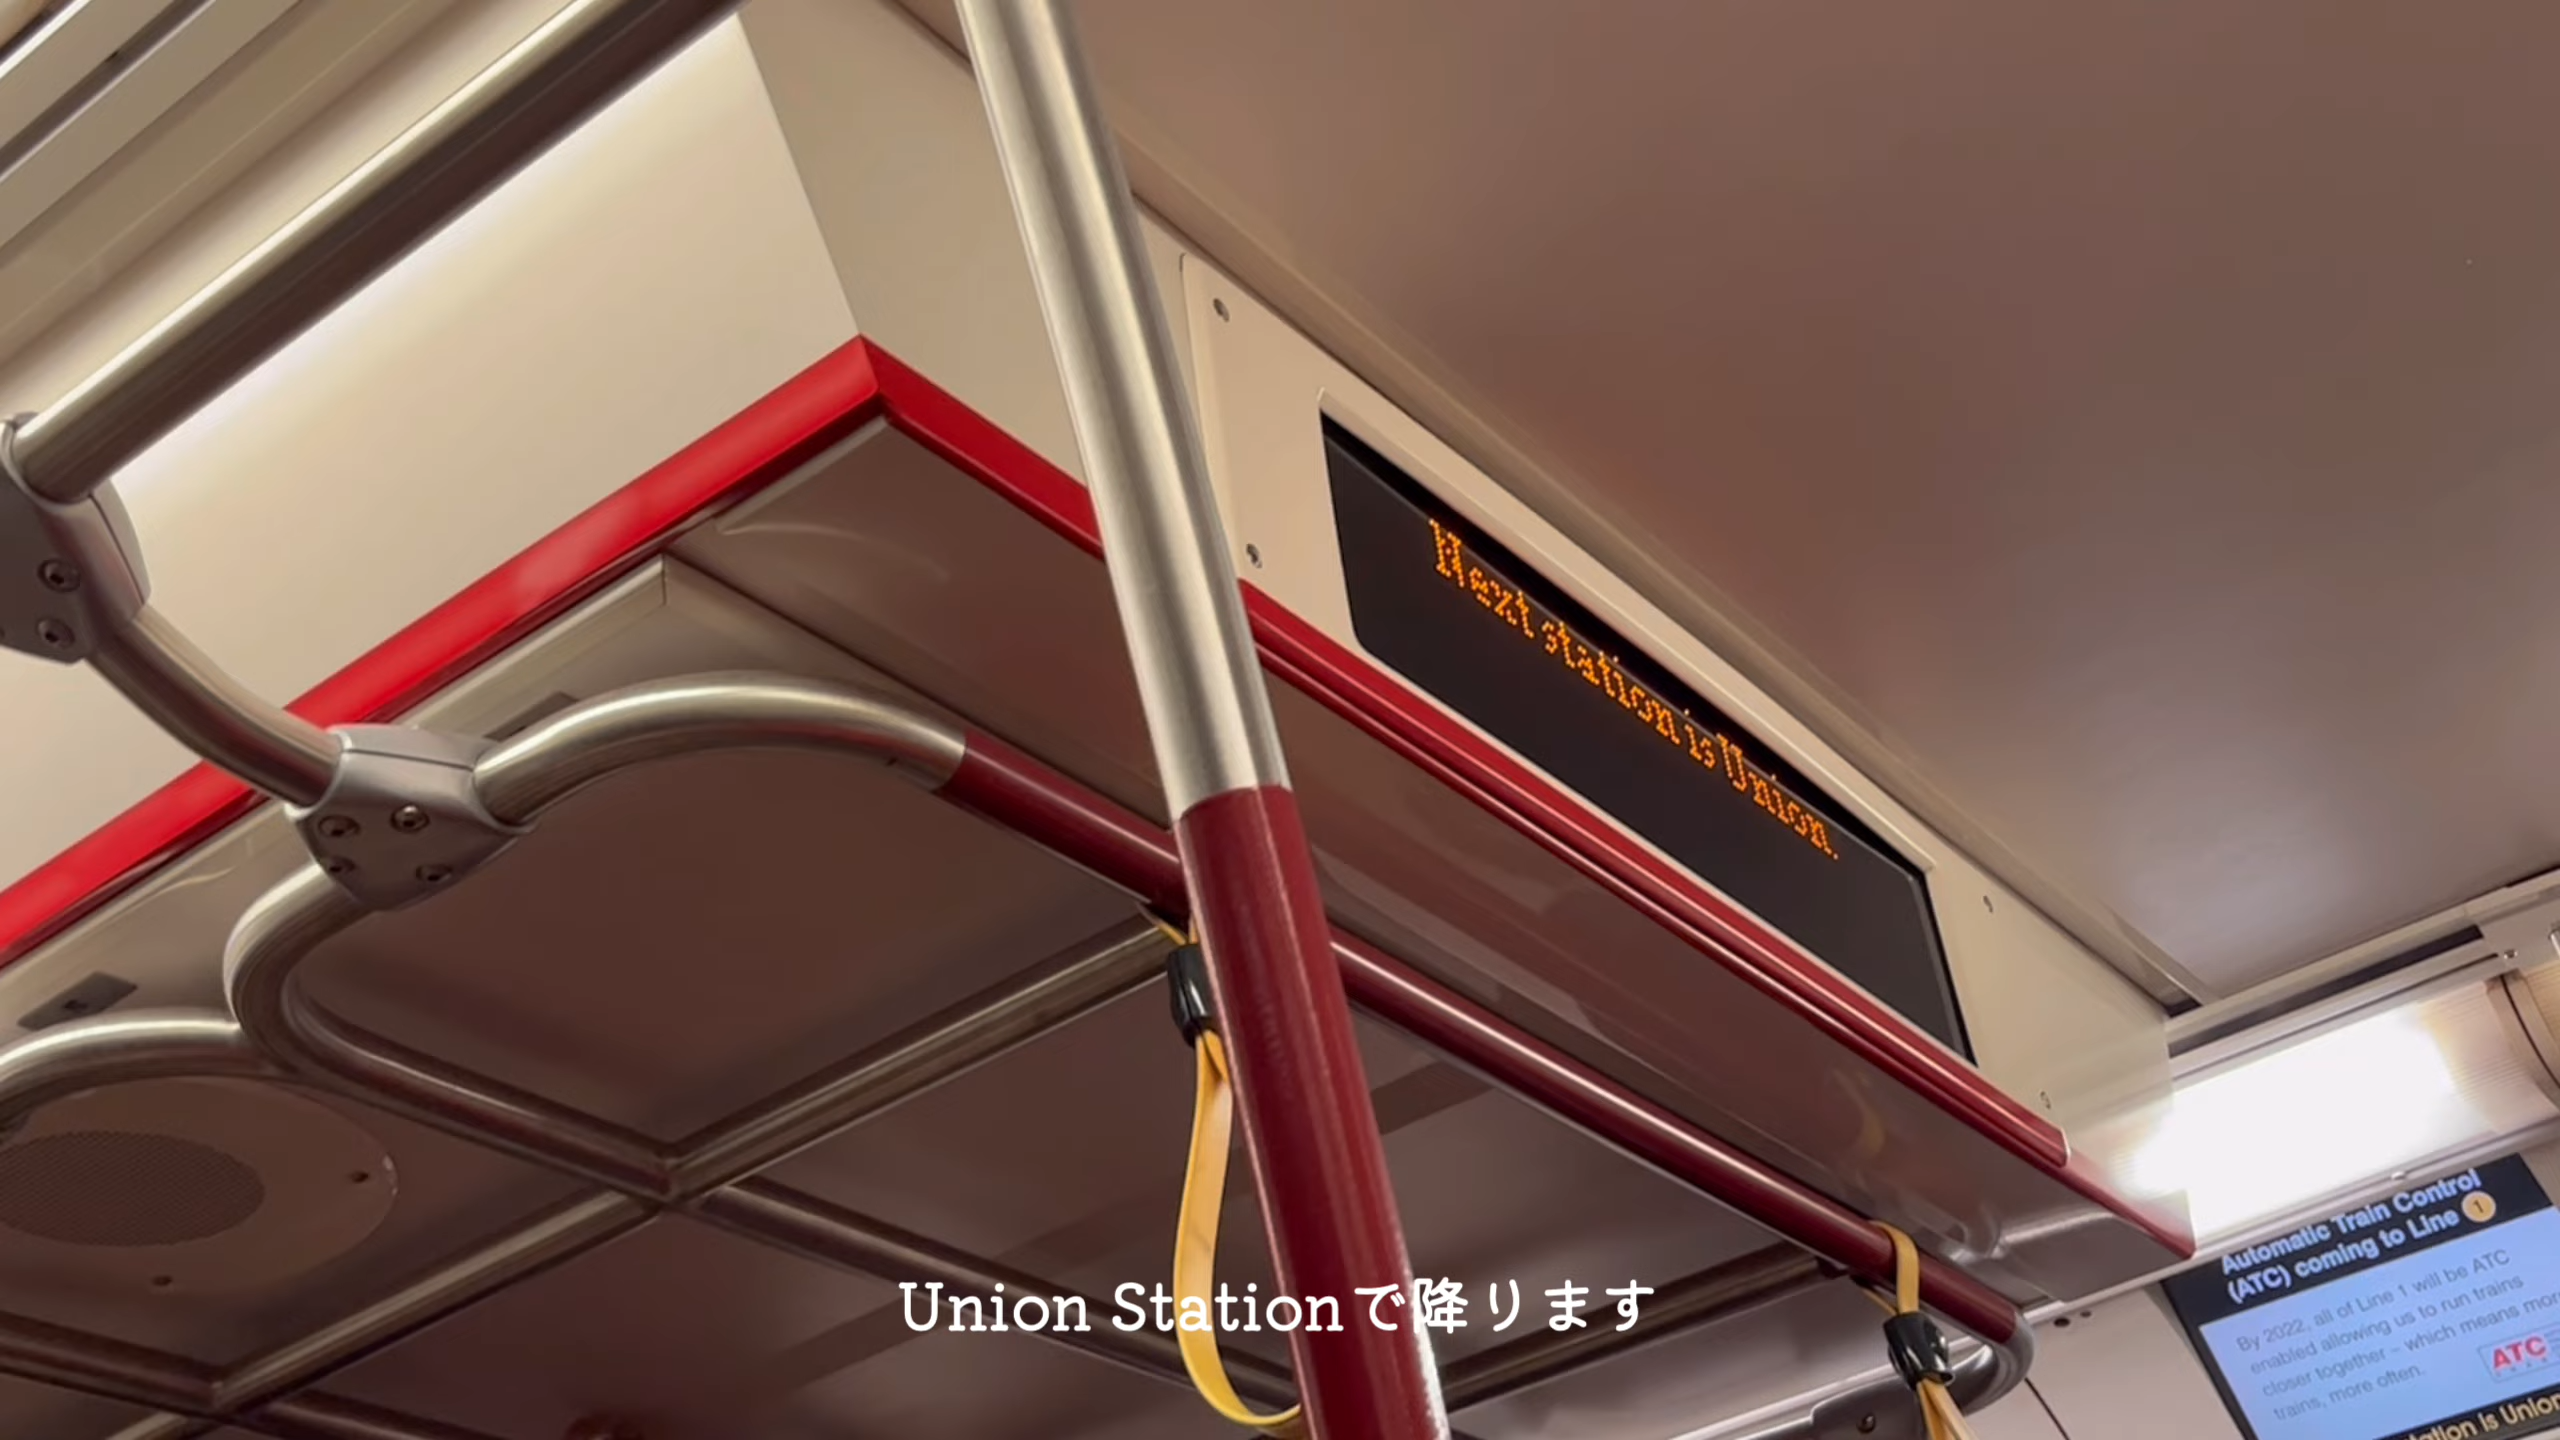 Next station is Union.
Automatic Train Control
(ATC) coming to Line 1
By 2022, all of Line 1 will be ATC
enabled allowing us to run trains
closer together – which means more
trains, more often.
ATC
is Union
Union Stationで降ります